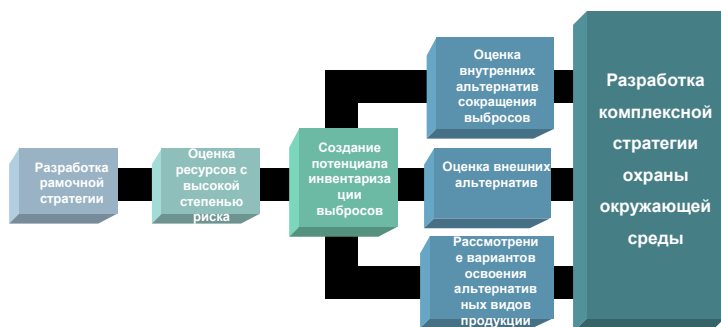 Разработка
рамочной
стратегии
Оценка
ресурсов с
высокой
степенью
риска
Создание
потенциала
инвентариза
ции
выбросов
Оценка
внутренних
альтернатив
сокращения
выбросов
Оценка внешних
альтернатив
Рассмотрени
е вариантов
освоения
альтернатив
ных видов
продукции
Разработка
комплексной
стратегии
охраны
окружающей
среды